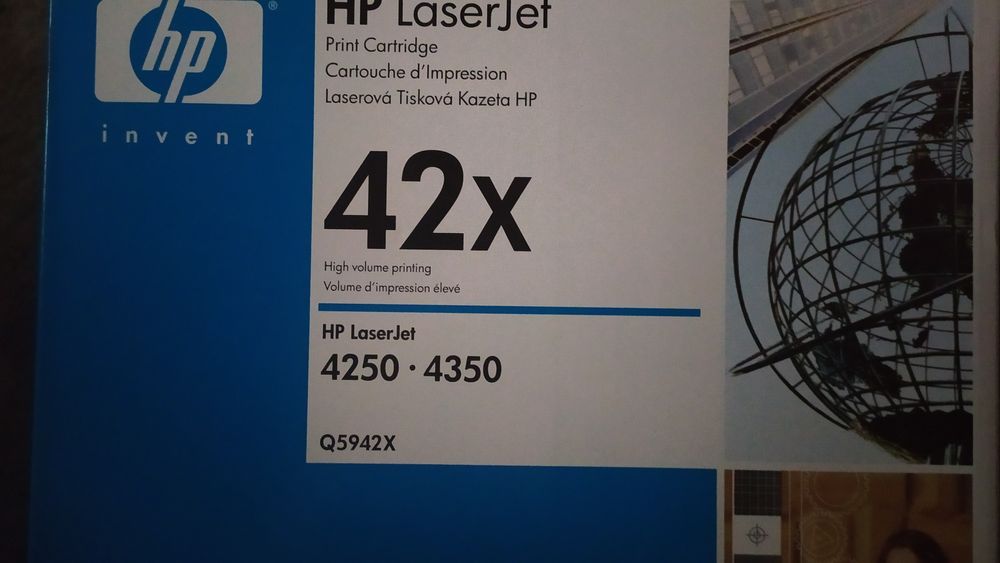 hp
®
invent
HP LaserJet
Print Cartridge
Cartouche d'Impression
Laserová Tisková Kazeta HP
42X
High volume printing
Volume d'impression élevé
HP LaserJet
4250 · 4350
Q5942X